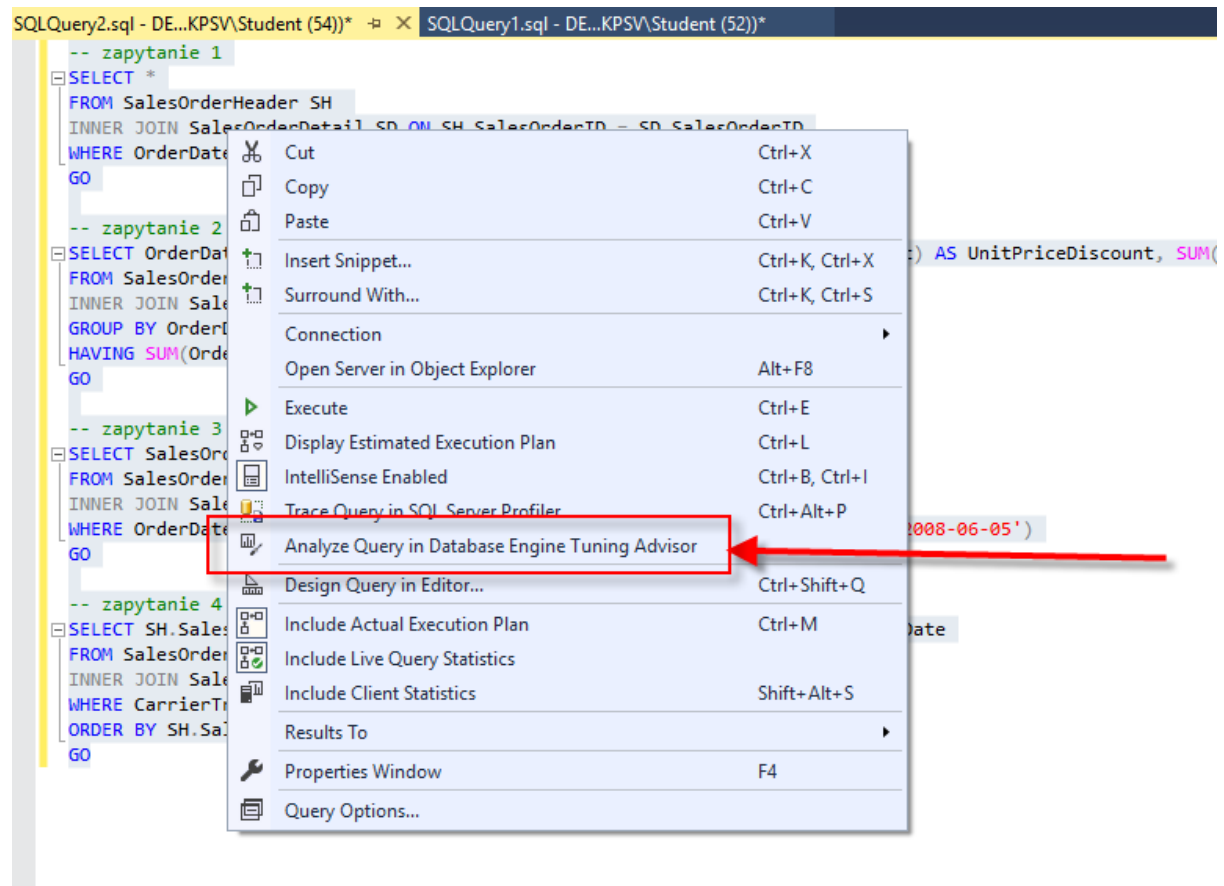 SQLQuery2.sql - DE...KPSV\Student (54))* SQLQuery1.sql - DE...KPSV\Student (52))*
-- zapytanie 1
SELECT *
FROM SalesOrderHeader SH
INNER JOIN SalesOrderDetail SD ON SH.SalesOrderID = SD.SalesOrderID
WHERE OrderDate
GO
-- zapytanie 2
SELECT OrderDat ) AS UnitPriceDiscount, SUM(
FROM SalesOrder
INNER JOIN Sale
GROUP BY OrderD
HAVING SUM(Orde
GO
-- zapytanie 3
SELECT SalesOrd
FROM SalesOrder
INNER JOIN Sale
WHERE OrderDate 2008-06-05')
GO
-- zapytanie 4
SELECT SH.Sales Date
FROM SalesOrder
INNER JOIN Sale
WHERE CarrierTr
ORDER BY SH.Sal
GO
Cut Ctrl+X
Copy Ctrl+C
Paste Ctrl+V
Insert Snippet... Ctrl+K, Ctrl+X
Surround With... Ctrl+K, Ctrl+S
Connection
Open Server in Object Explorer Alt+F8
Execute Ctrl+E
Display Estimated Execution Plan Ctrl+L
IntelliSense Enabled Ctrl+B, Ctrl+I
Trace Query in SQL Server Profiler Ctrl+Alt+P
Analyze Query in Database Engine Tuning Advisor
Design Query in Editor... Ctrl+Shift+Q
Include Actual Execution Plan Ctrl+M
Include Live Query Statistics
Include Client Statistics Shift+Alt+S
Results To
Properties Window F4
Query Options...